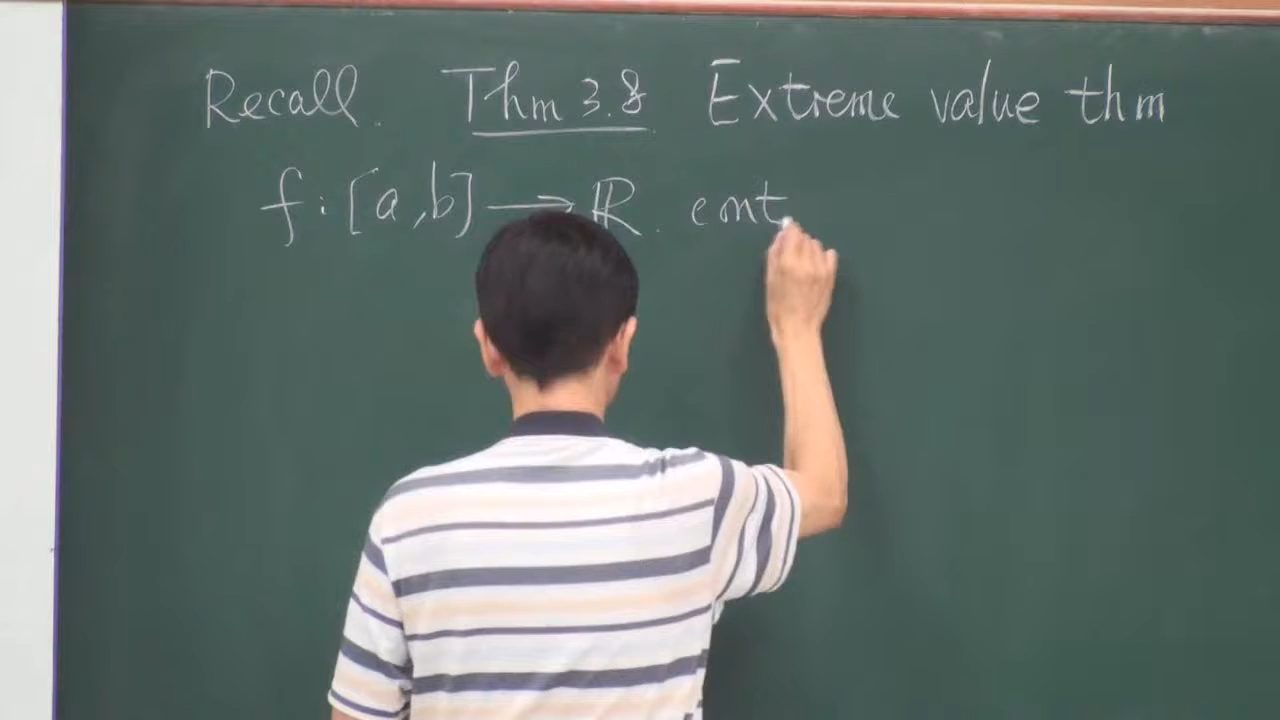 Recall. Thm 3.8 Extreme value thm
f : [a,b] → ℝ. cont